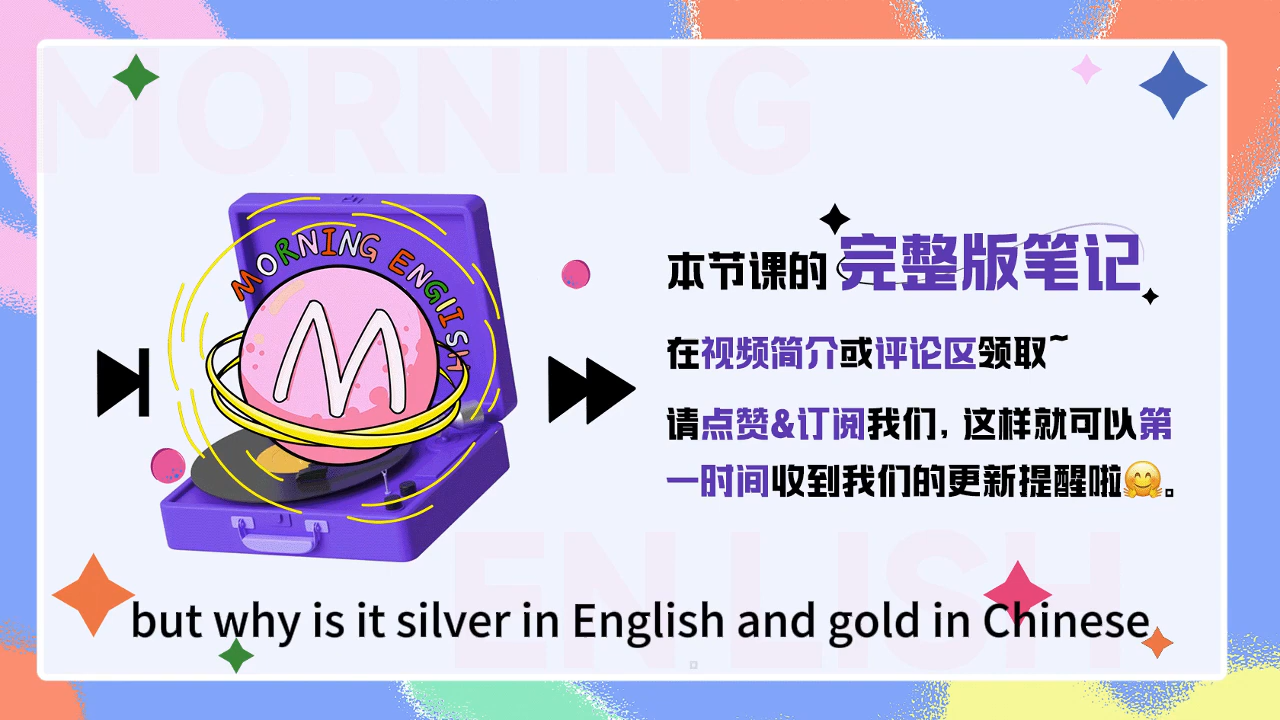 MORNING
MORNING ENGlISH
M
本节课的 完整版笔记
在视频简介或评论区领取~
请点赞&订阅我们, 这样就可以第
一时间收到我们的更新提醒啦🤗。
EN LISH
but why is it silver in English and gold in Chinese